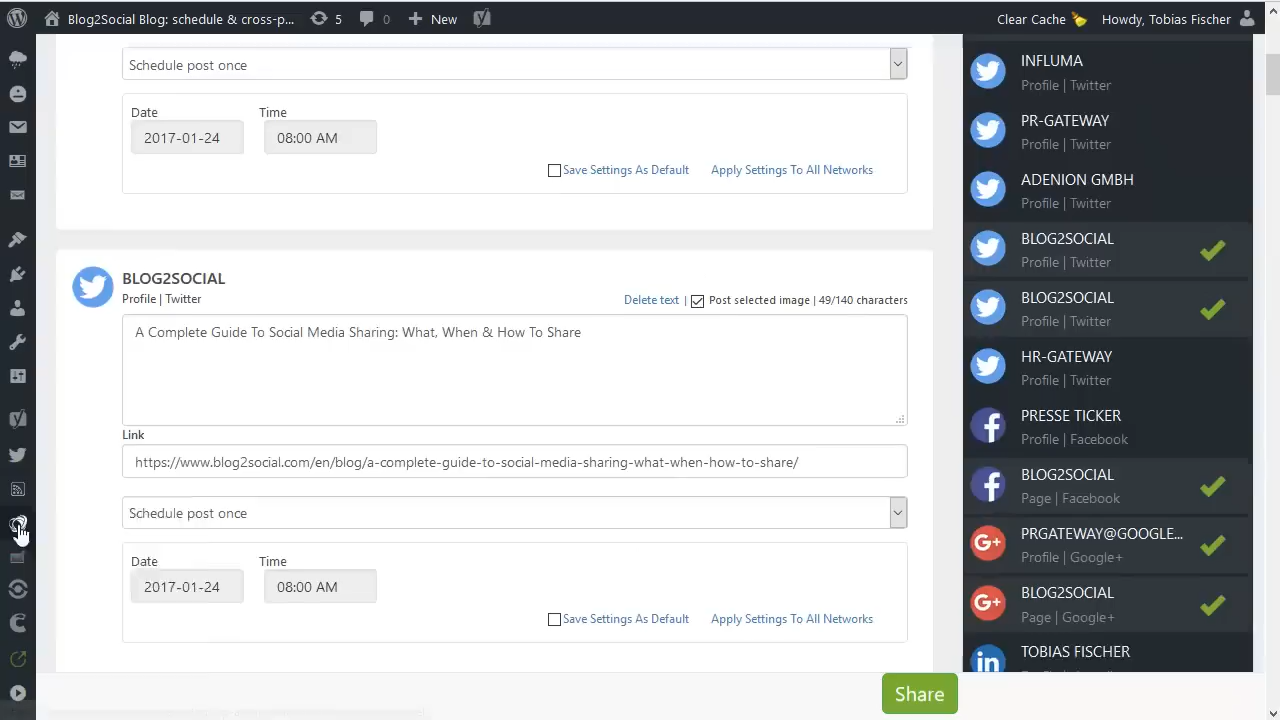 Blog2Social Blog: schedule & cross-p... 5 0 New Clear Cache Howdy, Tobias Fischer
Schedule post once
Date Time
2017-01-24 08:00 AM
Save Settings As Default Apply Settings To All Networks
BLOG2SOCIAL
Profile | Twitter
Delete text | Post selected image | 49/140 characters
A Complete Guide To Social Media Sharing: What, When & How To Share
Link
https://www.blog2social.com/en/blog/a-complete-guide-to-social-media-sharing-what-when-how-to-share/
Schedule post once
Date Time
2017-01-24 08:00 AM
Save Settings As Default Apply Settings To All Networks
Share
INFLUMA
Profile | Twitter
PR-GATEWAY
Profile | Twitter
ADENION GMBH
Profile | Twitter
BLOG2SOCIAL
Profile | Twitter
BLOG2SOCIAL
Profile | Twitter
HR-GATEWAY
Profile | Twitter
PRESSE TICKER
Profile | Facebook
BLOG2SOCIAL
Page | Facebook
PRGATEWAY@GOOGLE...
Profile | Google+
BLOG2SOCIAL
Page | Google+
TOBIAS FISCHER